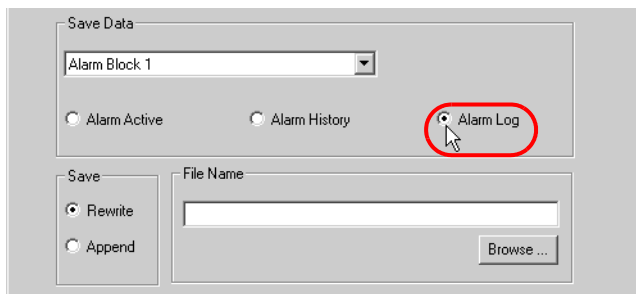 Save Data
Alarm Block 1
Alarm Active
Alarm History
Alarm Log
Save
Rewrite
Append
File Name
Browse ...